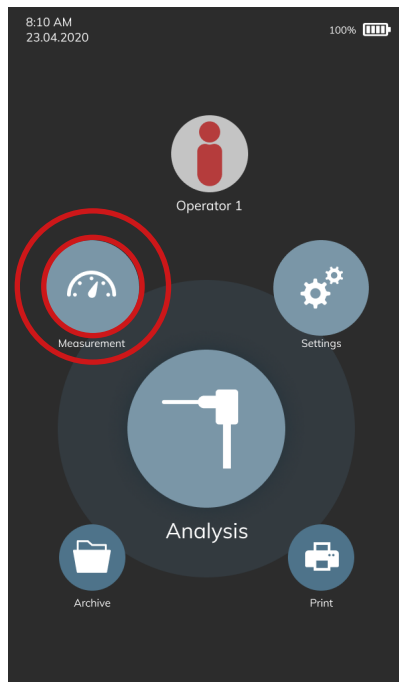 8:10 AM
23.04.2020
100%
Operator 1
Measurement
Settings
Analysis
Archive
Print